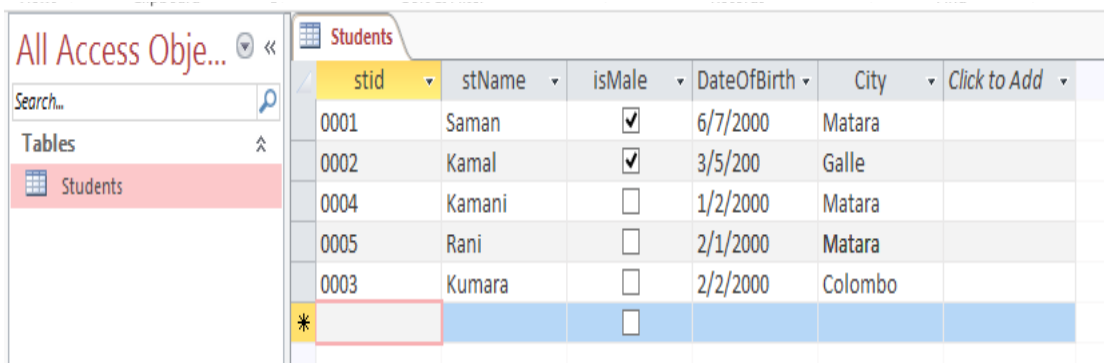 All Access Obje... «
Search...
Tables
Students
Students
stid stName isMale DateOfBirth City Click to Add
0001 Saman 6/7/2000 Matara
0002 Kamal 3/5/200 Galle
0004 Kamani 1/2/2000 Matara
0005 Rani 2/1/2000 Matara
0003 Kumara 2/2/2000 Colombo